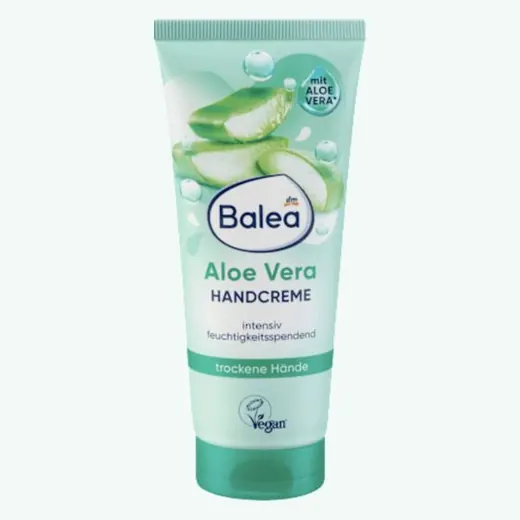 mit
ALOE
VERA*
dm
Balea
Aloe Vera
HANDCREME
intensiv
feuchtigkeitsspendend
trockene Hände
Vegan